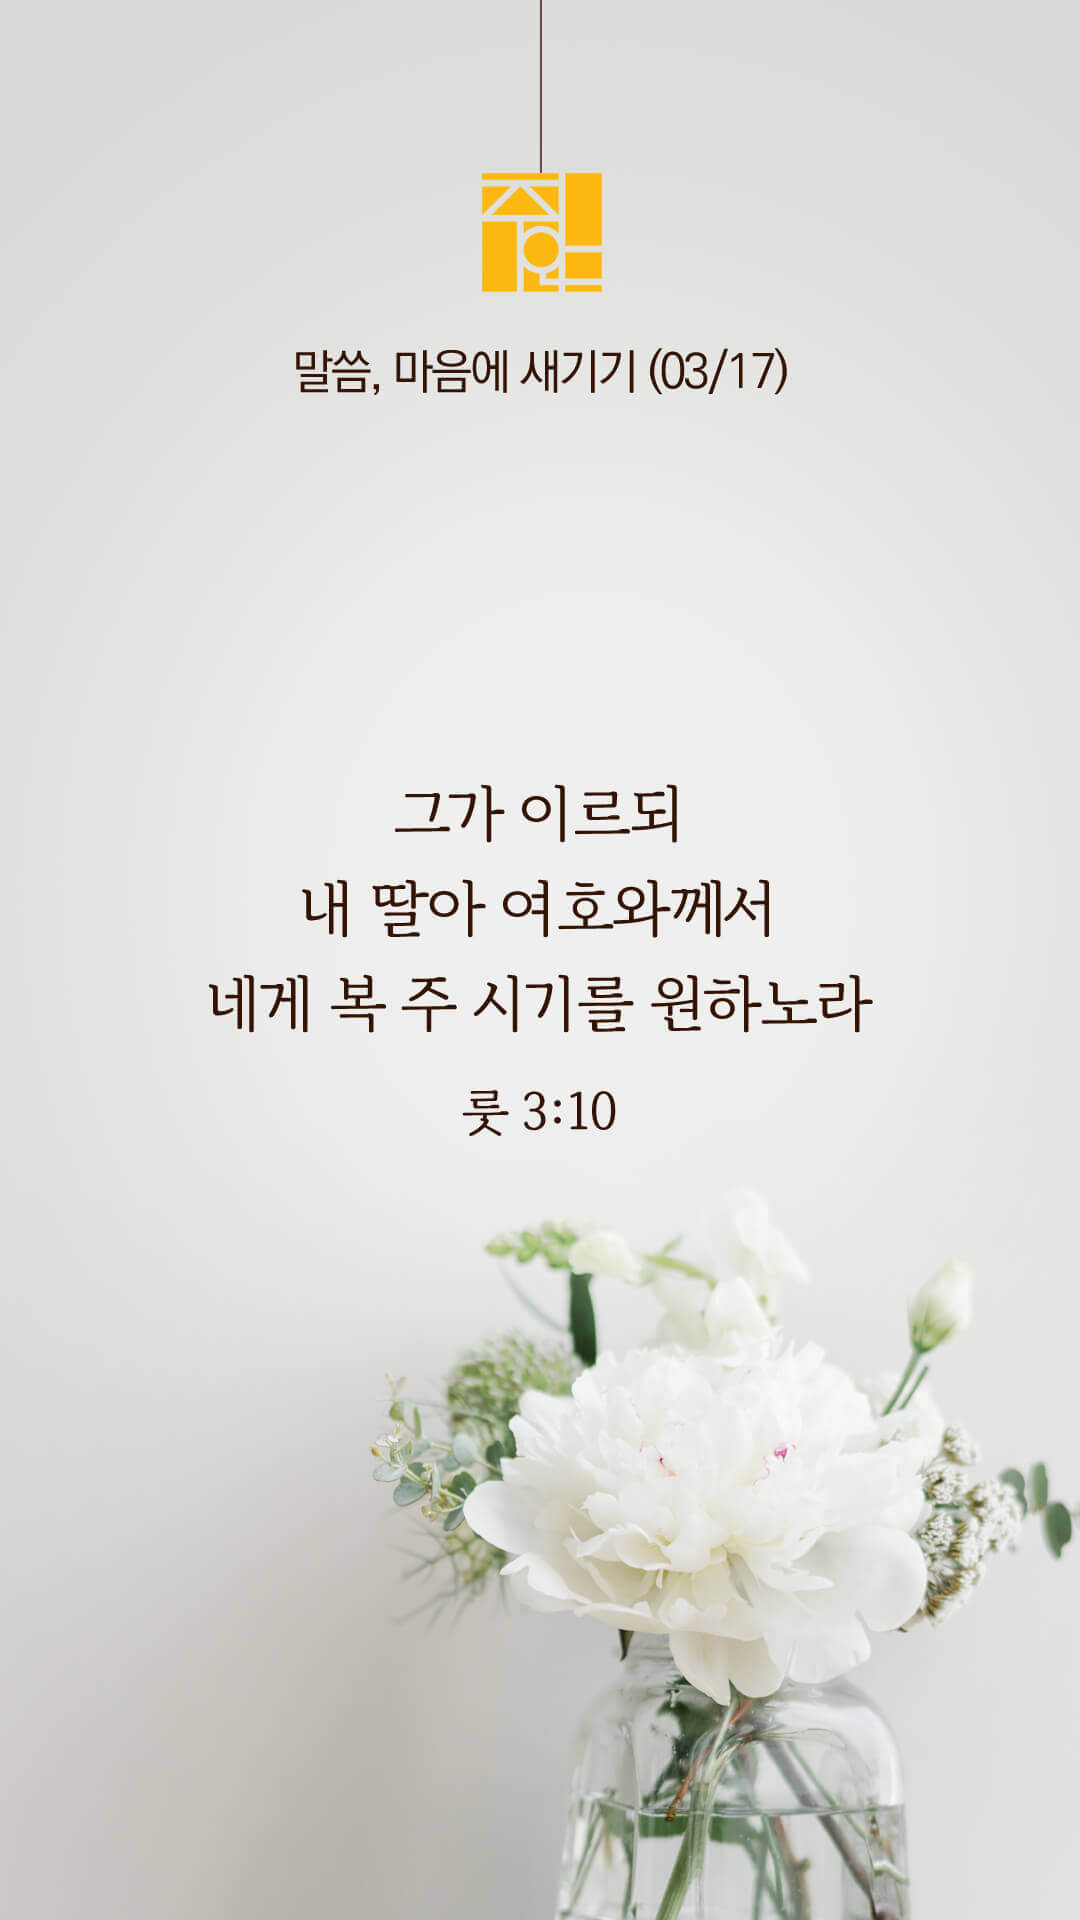 말씀, 마음에 새기기 (03/17)
그가 이르되
내 딸아 여호와께서
네게 복 주 시기를 원하노라
룻 3:10